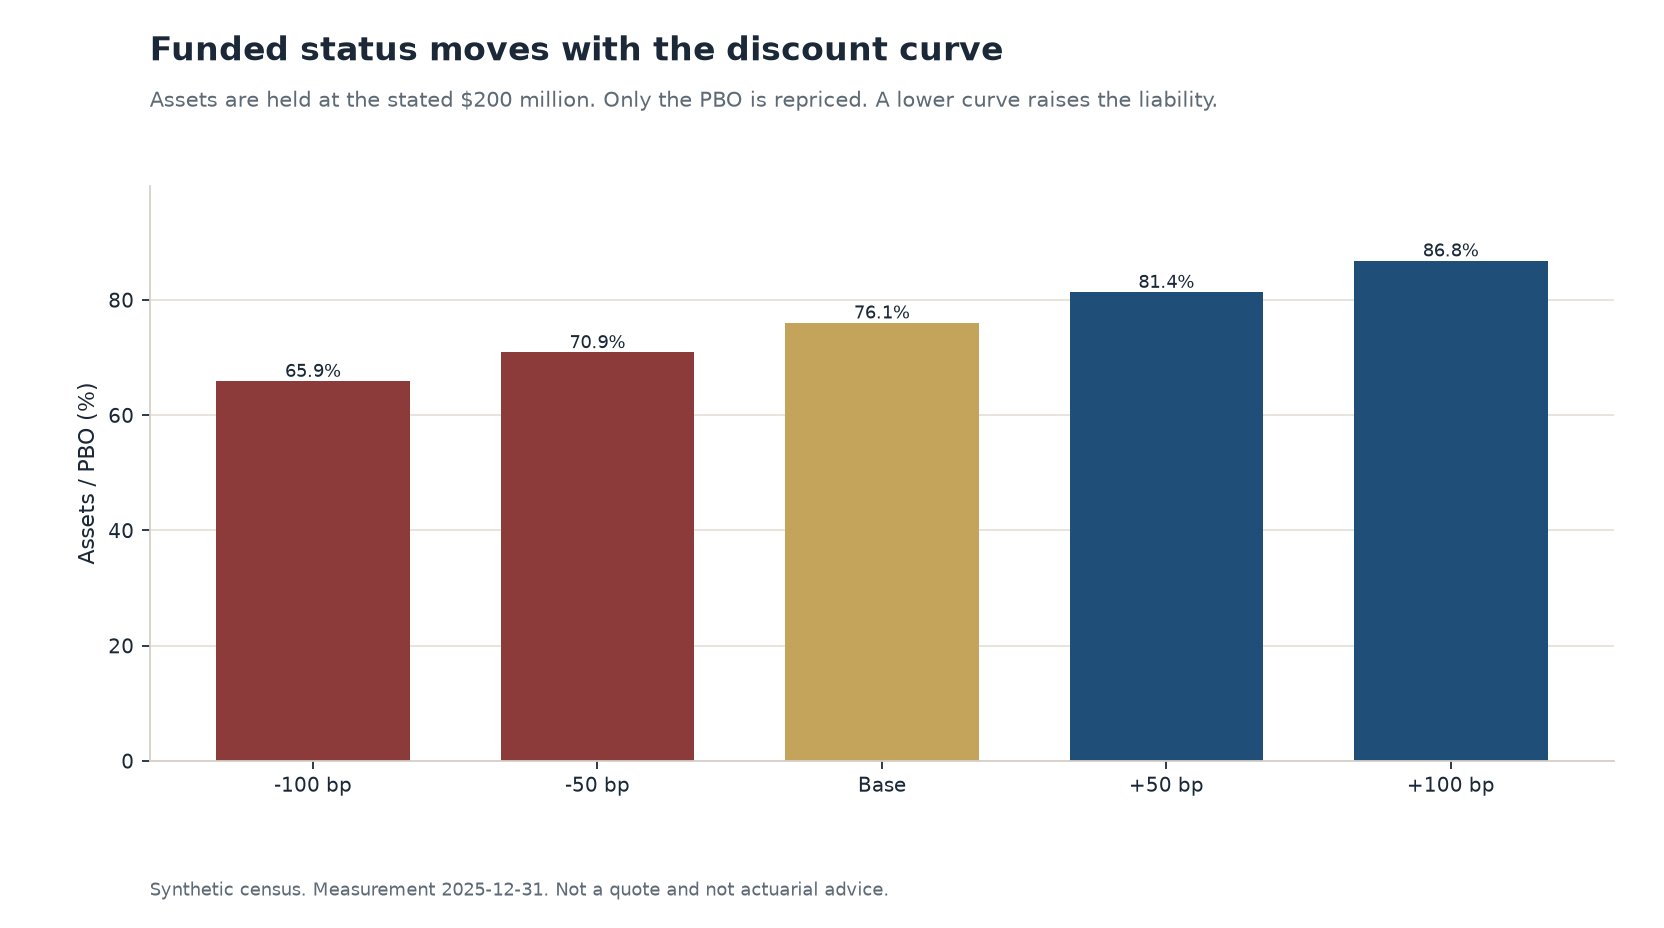 Funded status moves with the discount curve
Assets are held at the stated $200 million. Only the PBO is repriced. A lower curve raises the liability.
Assets / PBO (%)
80
60
40
20
0
65.9%
70.9%
76.1%
81.4%
86.8%
-100 bp
-50 bp
Base
+50 bp
+100 bp
Synthetic census. Measurement 2025-12-31. Not a quote and not actuarial advice.